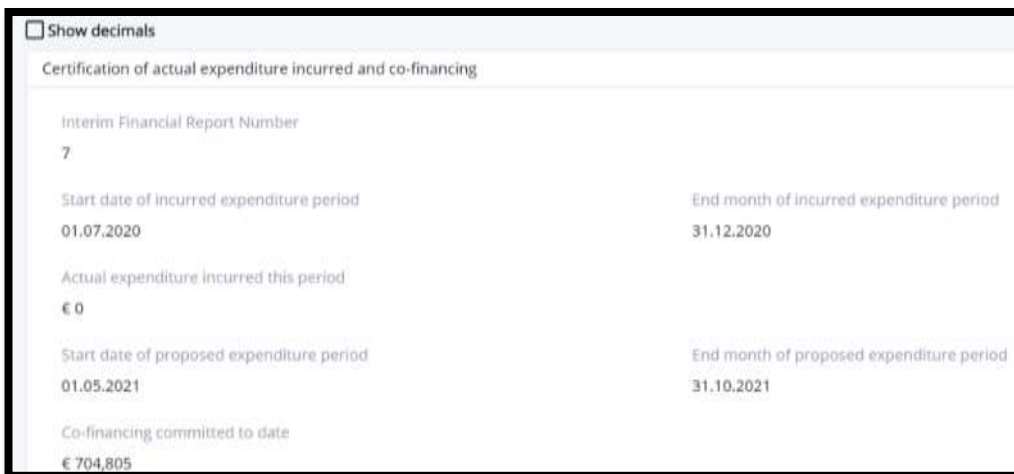 Show decimals
Certification of actual expenditure incurred and co-financing
Interim Financial Report Number
7
Start date of incurred expenditure period
End month of incurred expenditure period
01.07.2020
31.12.2020
Actual expenditure incurred this period
€ 0
Start date of proposed expenditure period
End month of proposed expenditure period
01.05.2021
31.10.2021
Co-financing committed to date
€ 704,805